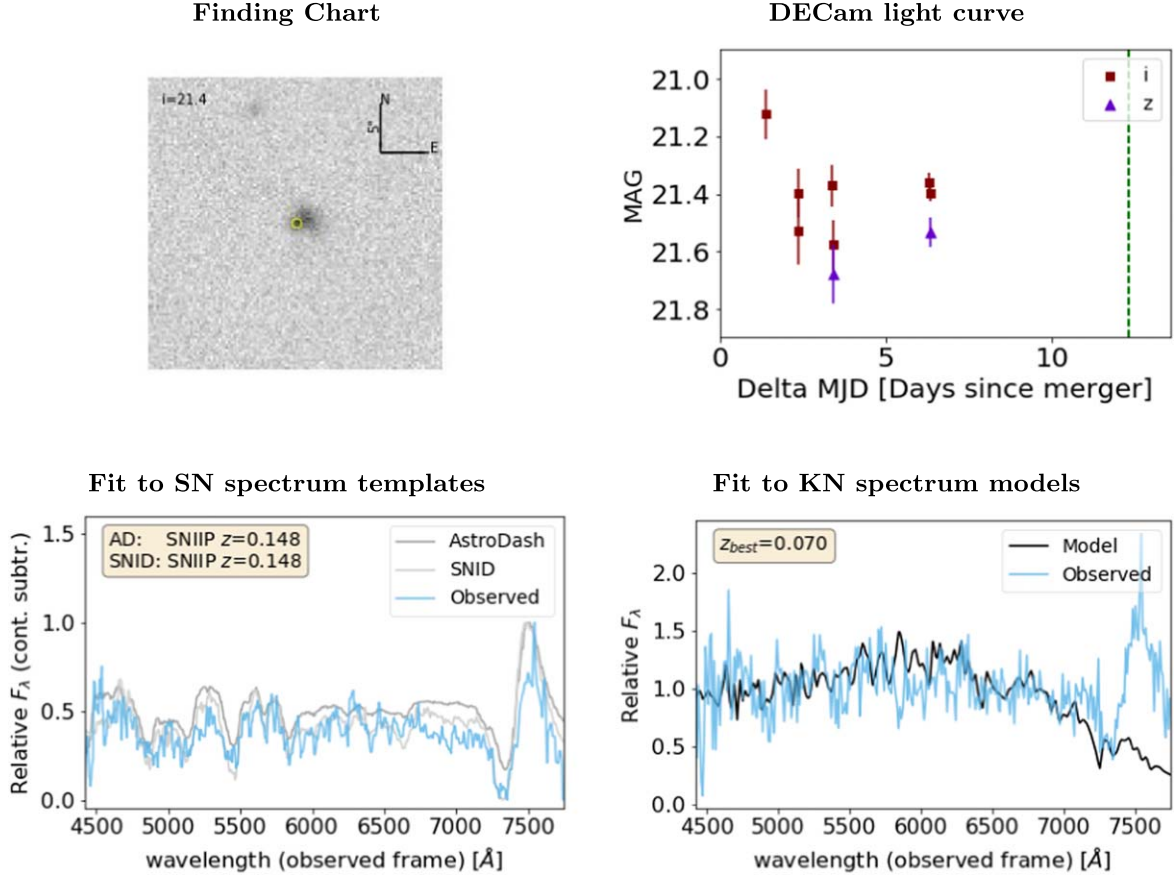 Finding Chart
i=21.4
N
5"
E
DECam light curve
21.0
21.2
21.4
21.6
21.8
MAG
i
z
0
5
10
Delta MJD [Days since merger]
Fit to SN spectrum templates
1.5
1.0
0.5
0.0
Relative Fλ (cont. subtr.)
AD: SNIIP z=0.148
SNID: SNIIP z=0.148
AstroDash
SNID
Observed
4500 5000 5500 6000 6500 7000 7500
wavelength (observed frame) [Å]
Fit to KN spectrum models
2.0
1.5
1.0
0.5
0.0
Relative Fλ
zbest=0.070
Model
Observed
4500 5000 5500 6000 6500 7000 7500
wavelength (observed frame) [Å]